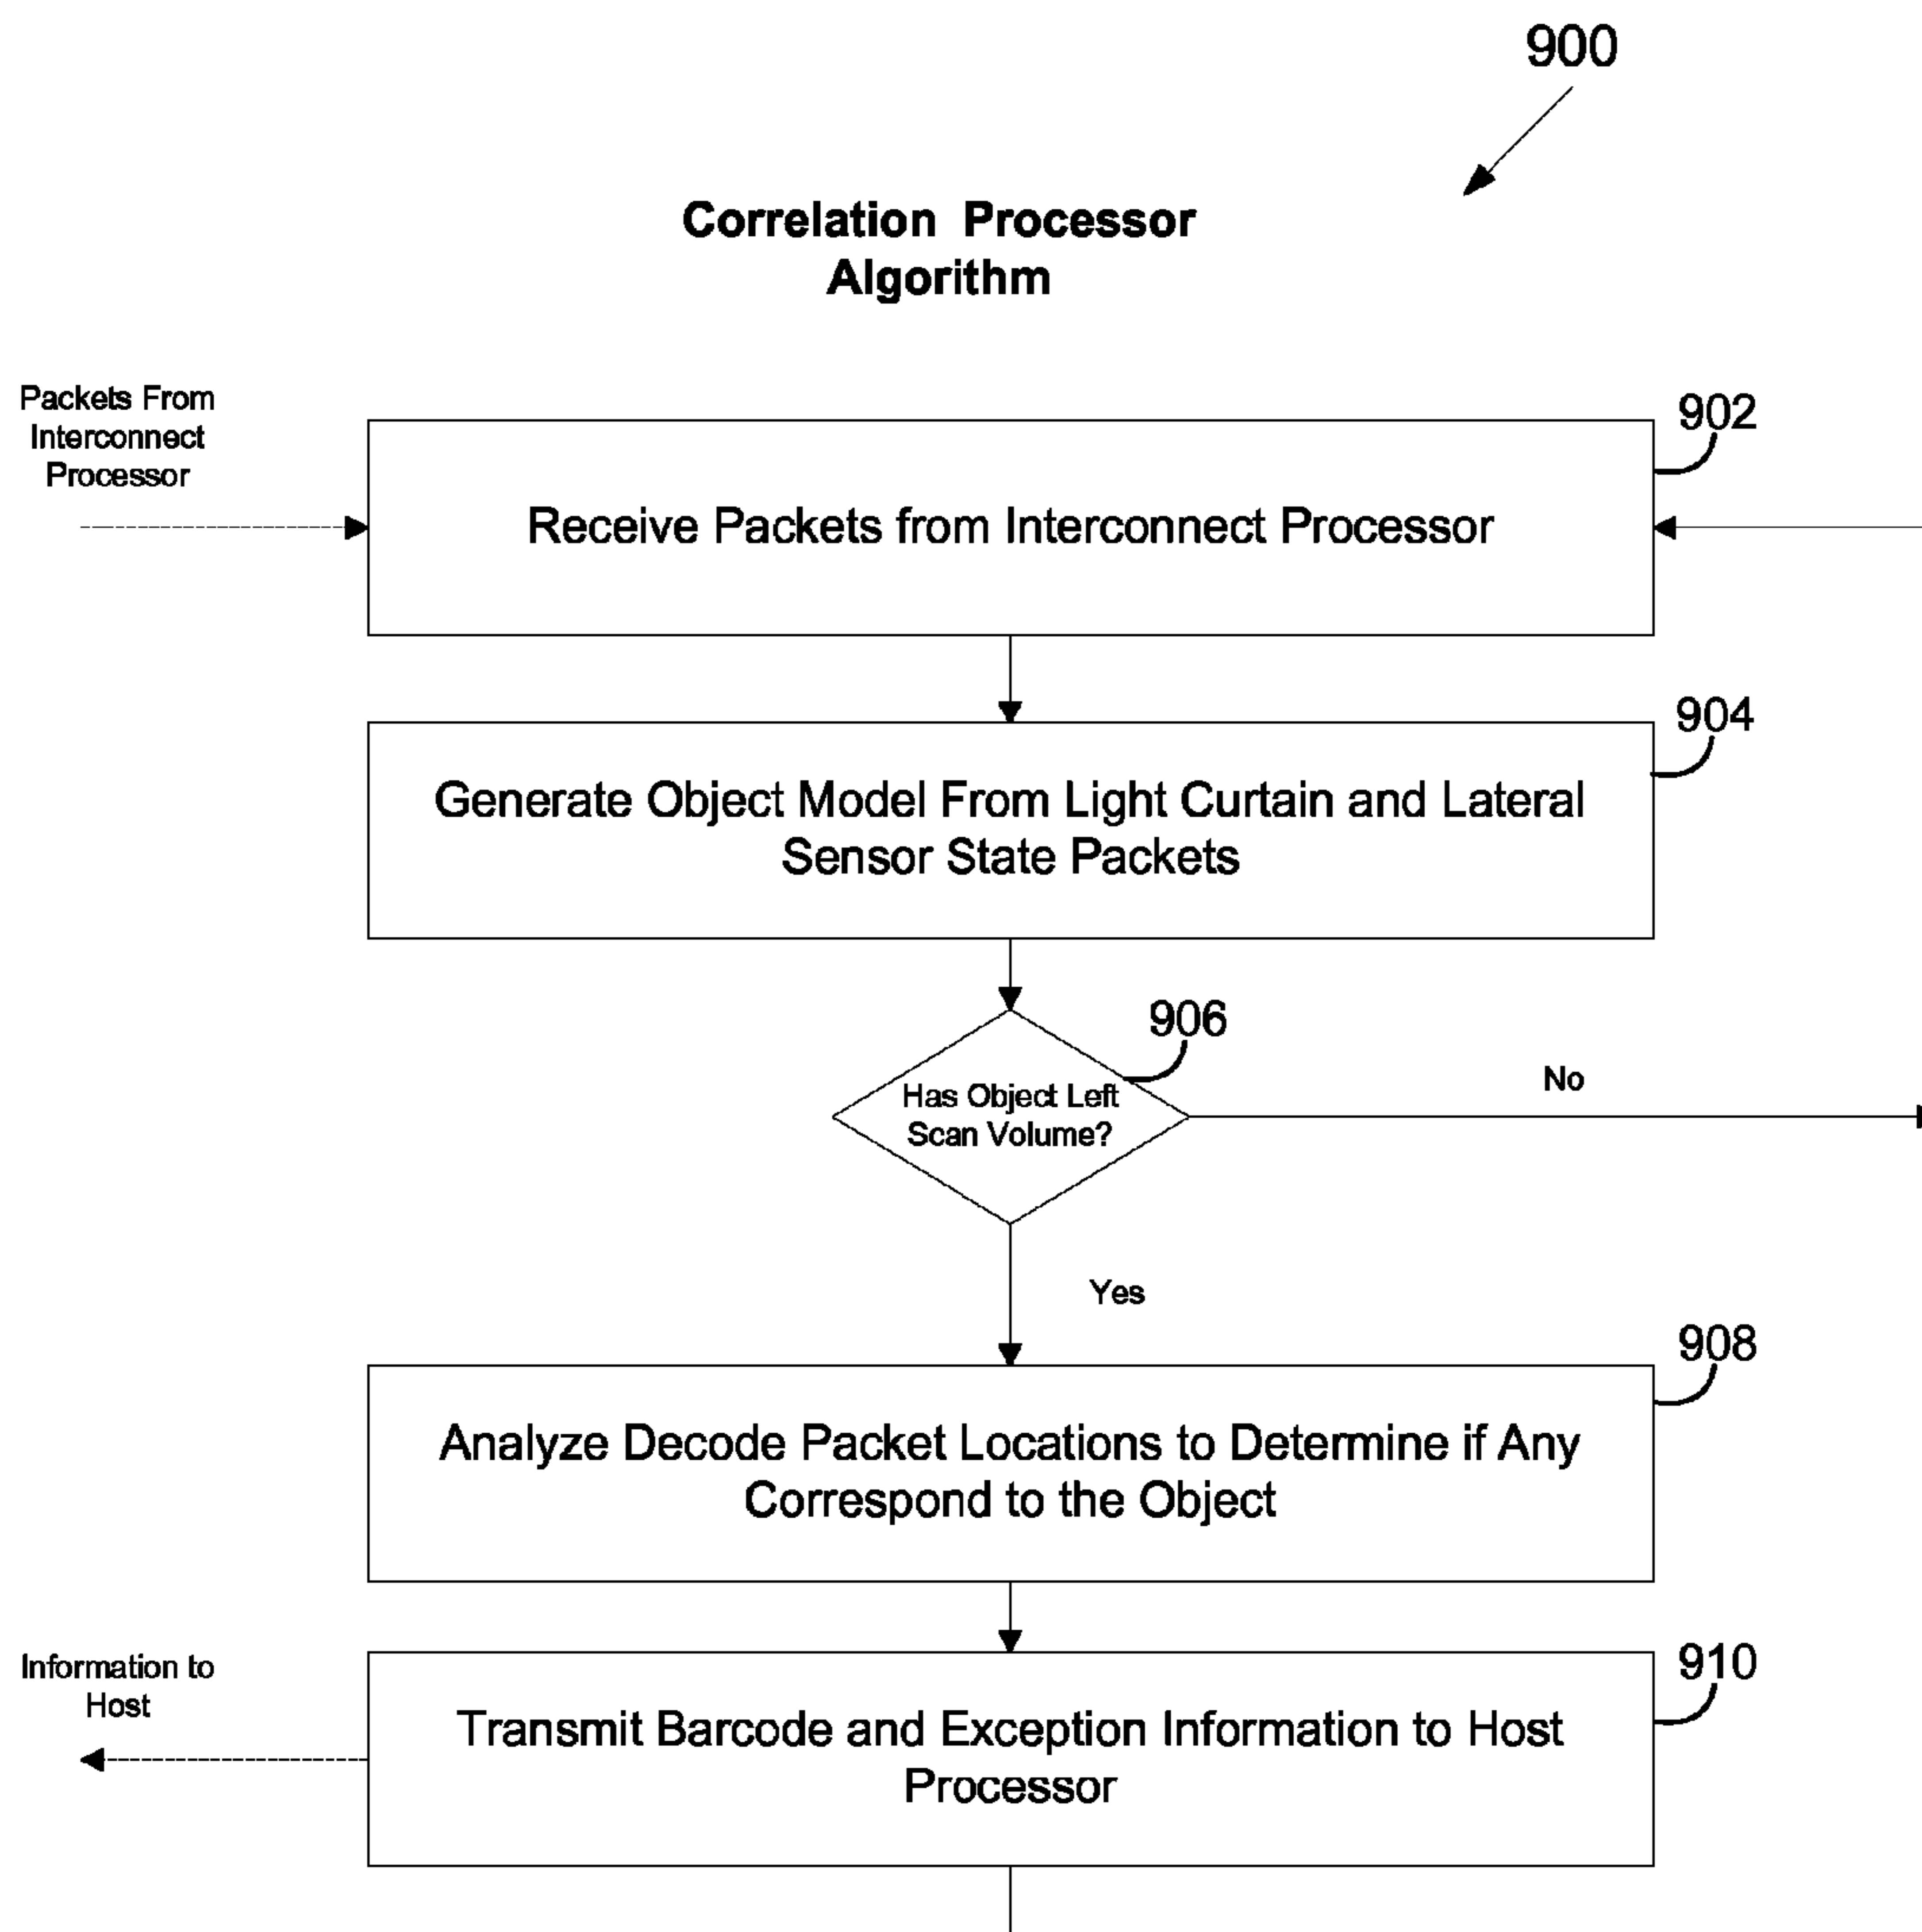 900
Correlation Processor
Algorithm
Packets From
Interconnect
Processor
902
Receive Packets from Interconnect Processor
904
Generate Object Model From Light Curtain and Lateral
Sensor State Packets
906
Has Object Left
Scan Volume?
No
Yes
908
Analyze Decode Packet Locations to Determine if Any
Correspond to the Object
Information to
Host
910
Transmit Barcode and Exception Information to Host
Processor